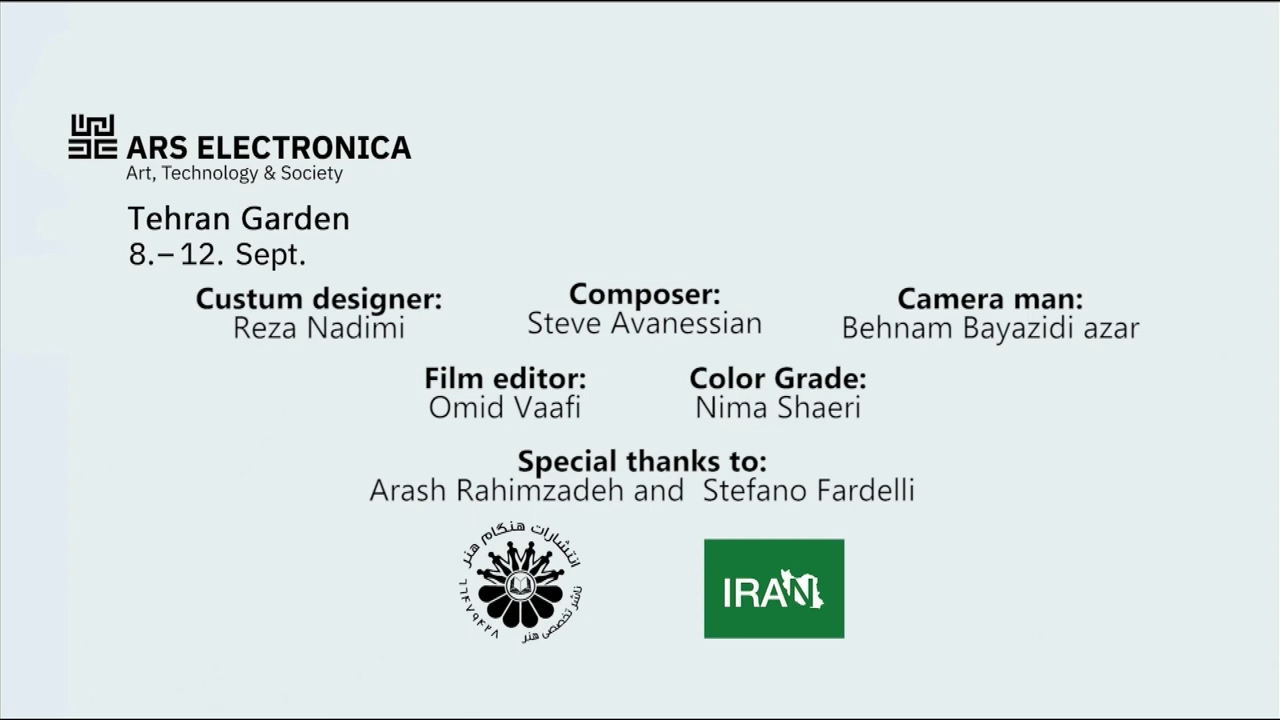 ARS ELECTRONICA
Art, Technology & Society
Tehran Garden
8.–12. Sept.
Custum designer:
Reza Nadimi
Composer:
Steve Avanessian
Camera man:
Behnam Bayazidi azar
Film editor:
Omid Vaafi
Color Grade:
Nima Shaeri
Special thanks to:
Arash Rahimzadeh and Stefano Fardelli
انتشارات هنگام هنر
ناشر تخصصی هنر
IRAN